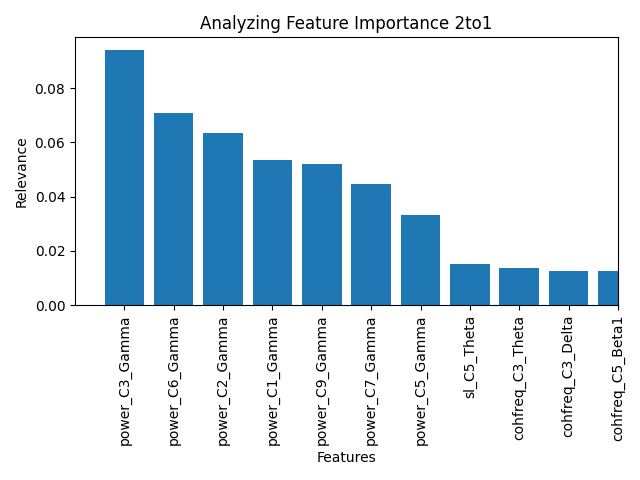 Analyzing Feature Importance 2to1
Relevance
0.08
0.06
0.04
0.02
0.00
power_C3_Gamma
power_C6_Gamma
power_C2_Gamma
power_C1_Gamma
power_C9_Gamma
power_C7_Gamma
power_C5_Gamma
sl_C5_Theta
cohfreq_C3_Theta
cohfreq_C3_Delta
cohfreq_C5_Beta1
Features